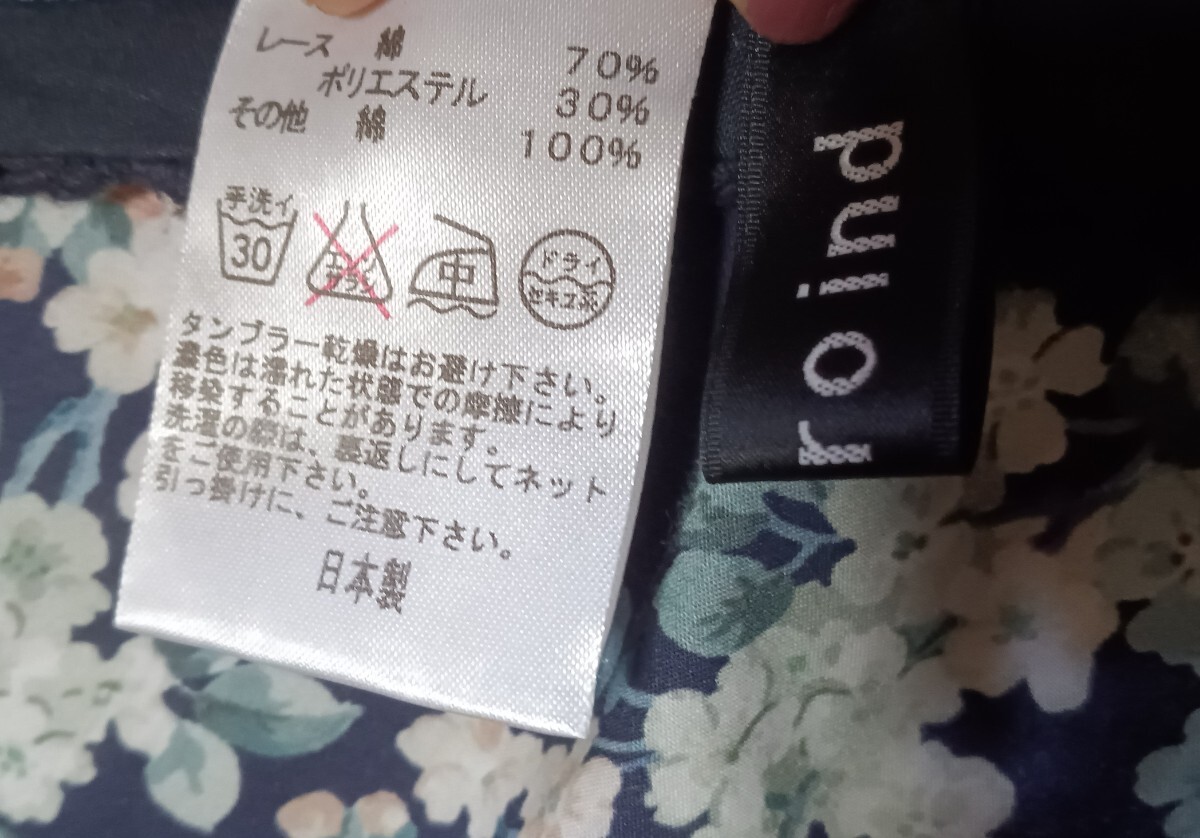 レース 綿 70%
ポリエステル 30%
その他 綿 100%
手洗イ
30
エンソサラシ
中
ドライ
セキユ系
タンブラー乾燥はお避け下さい。
濃色は濡れた状態での摩擦により
移染することがあります。
洗濯の際は、裏返しにしてネット
をご使用下さい。
引っ掛けに、ご注意下さい。
日本製
roind